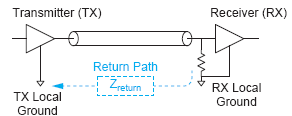 Transmitter (TX)
Receiver (RX)
Return Path
Zreturn
TX Local
Ground
RX Local
Ground